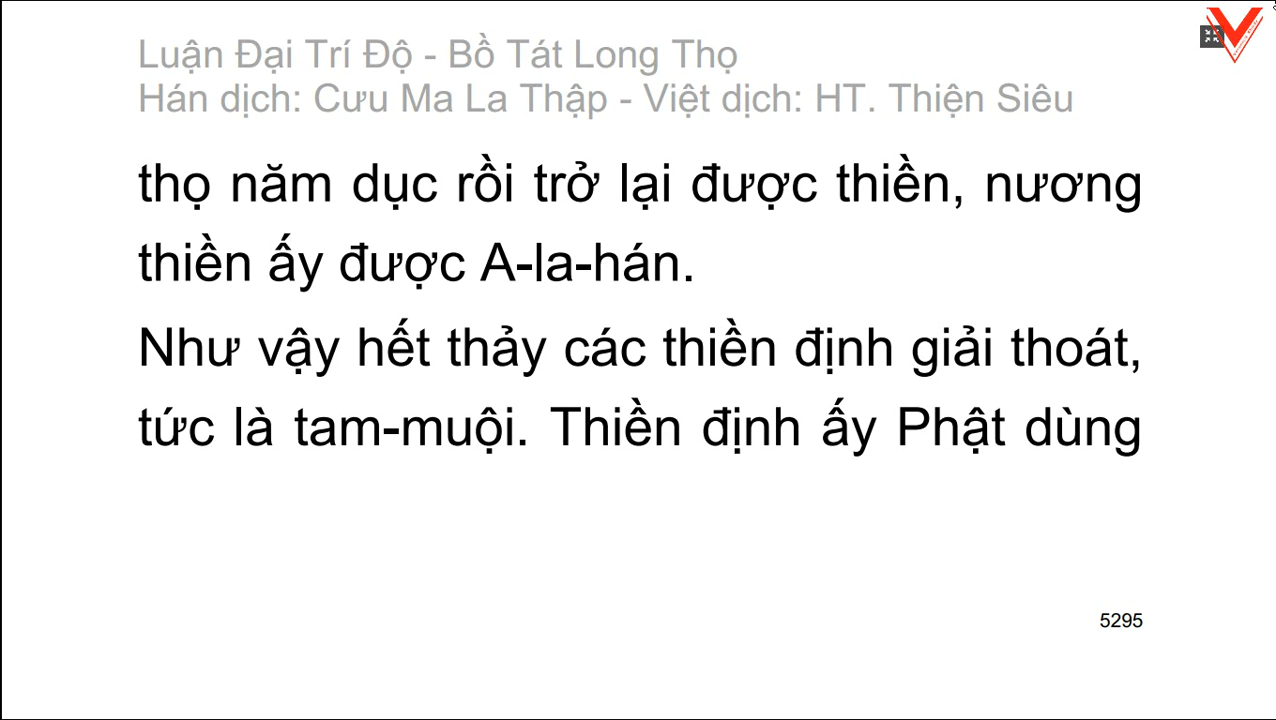 Luận Đại Trí Độ - Bồ Tát Long Thọ
Hán dịch: Cưu Ma La Thập - Việt dịch: HT. Thiện Siêu
thọ năm dục rồi trở lại được thiền, nương
thiền ấy được A-la-hán.
Như vậy hết thảy các thiền định giải thoát,
tức là tam-muội. Thiền định ấy Phật dùng
5295